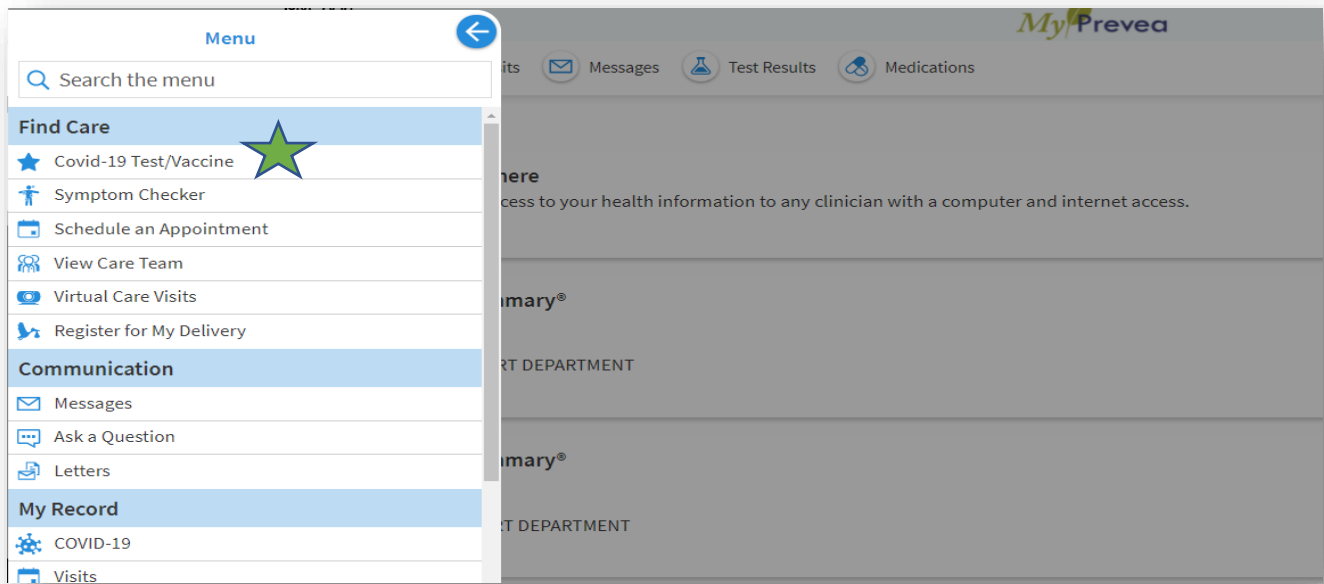 Menu
Search the menu
Find Care
Covid-19 Test/Vaccine
Symptom Checker
Schedule an Appointment
View Care Team
Virtual Care Visits
Register for My Delivery
Communication
Messages
Ask a Question
Letters
My Record
COVID-19
Visits
MyPrevea
its Messages Test Results Medications
here
cess to your health information to any clinician with a computer and internet access.
mmary®
RT DEPARTMENT
mmary®
RT DEPARTMENT